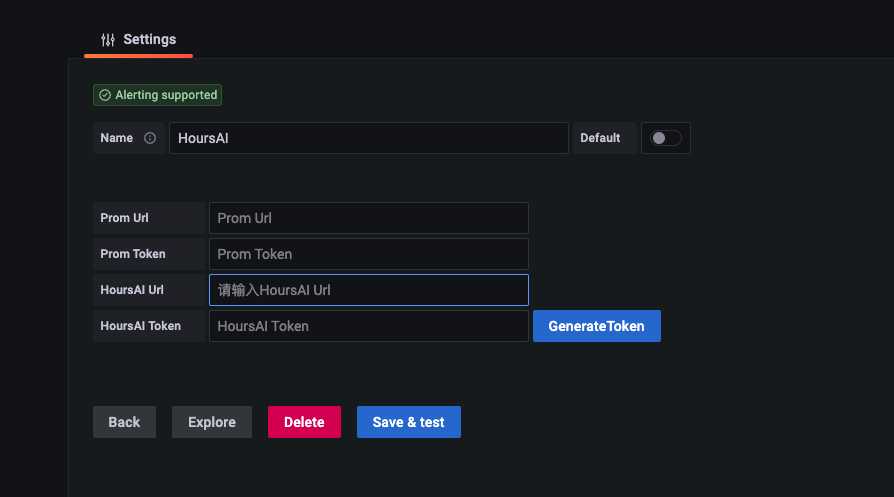 Settings
Alerting supported
Name HoursAI Default
Prom Url Prom Url
Prom Token Prom Token
HoursAI Url 请输入HoursAI Url
HoursAI Token HoursAI Token GenerateToken
Back Explore Delete Save & test